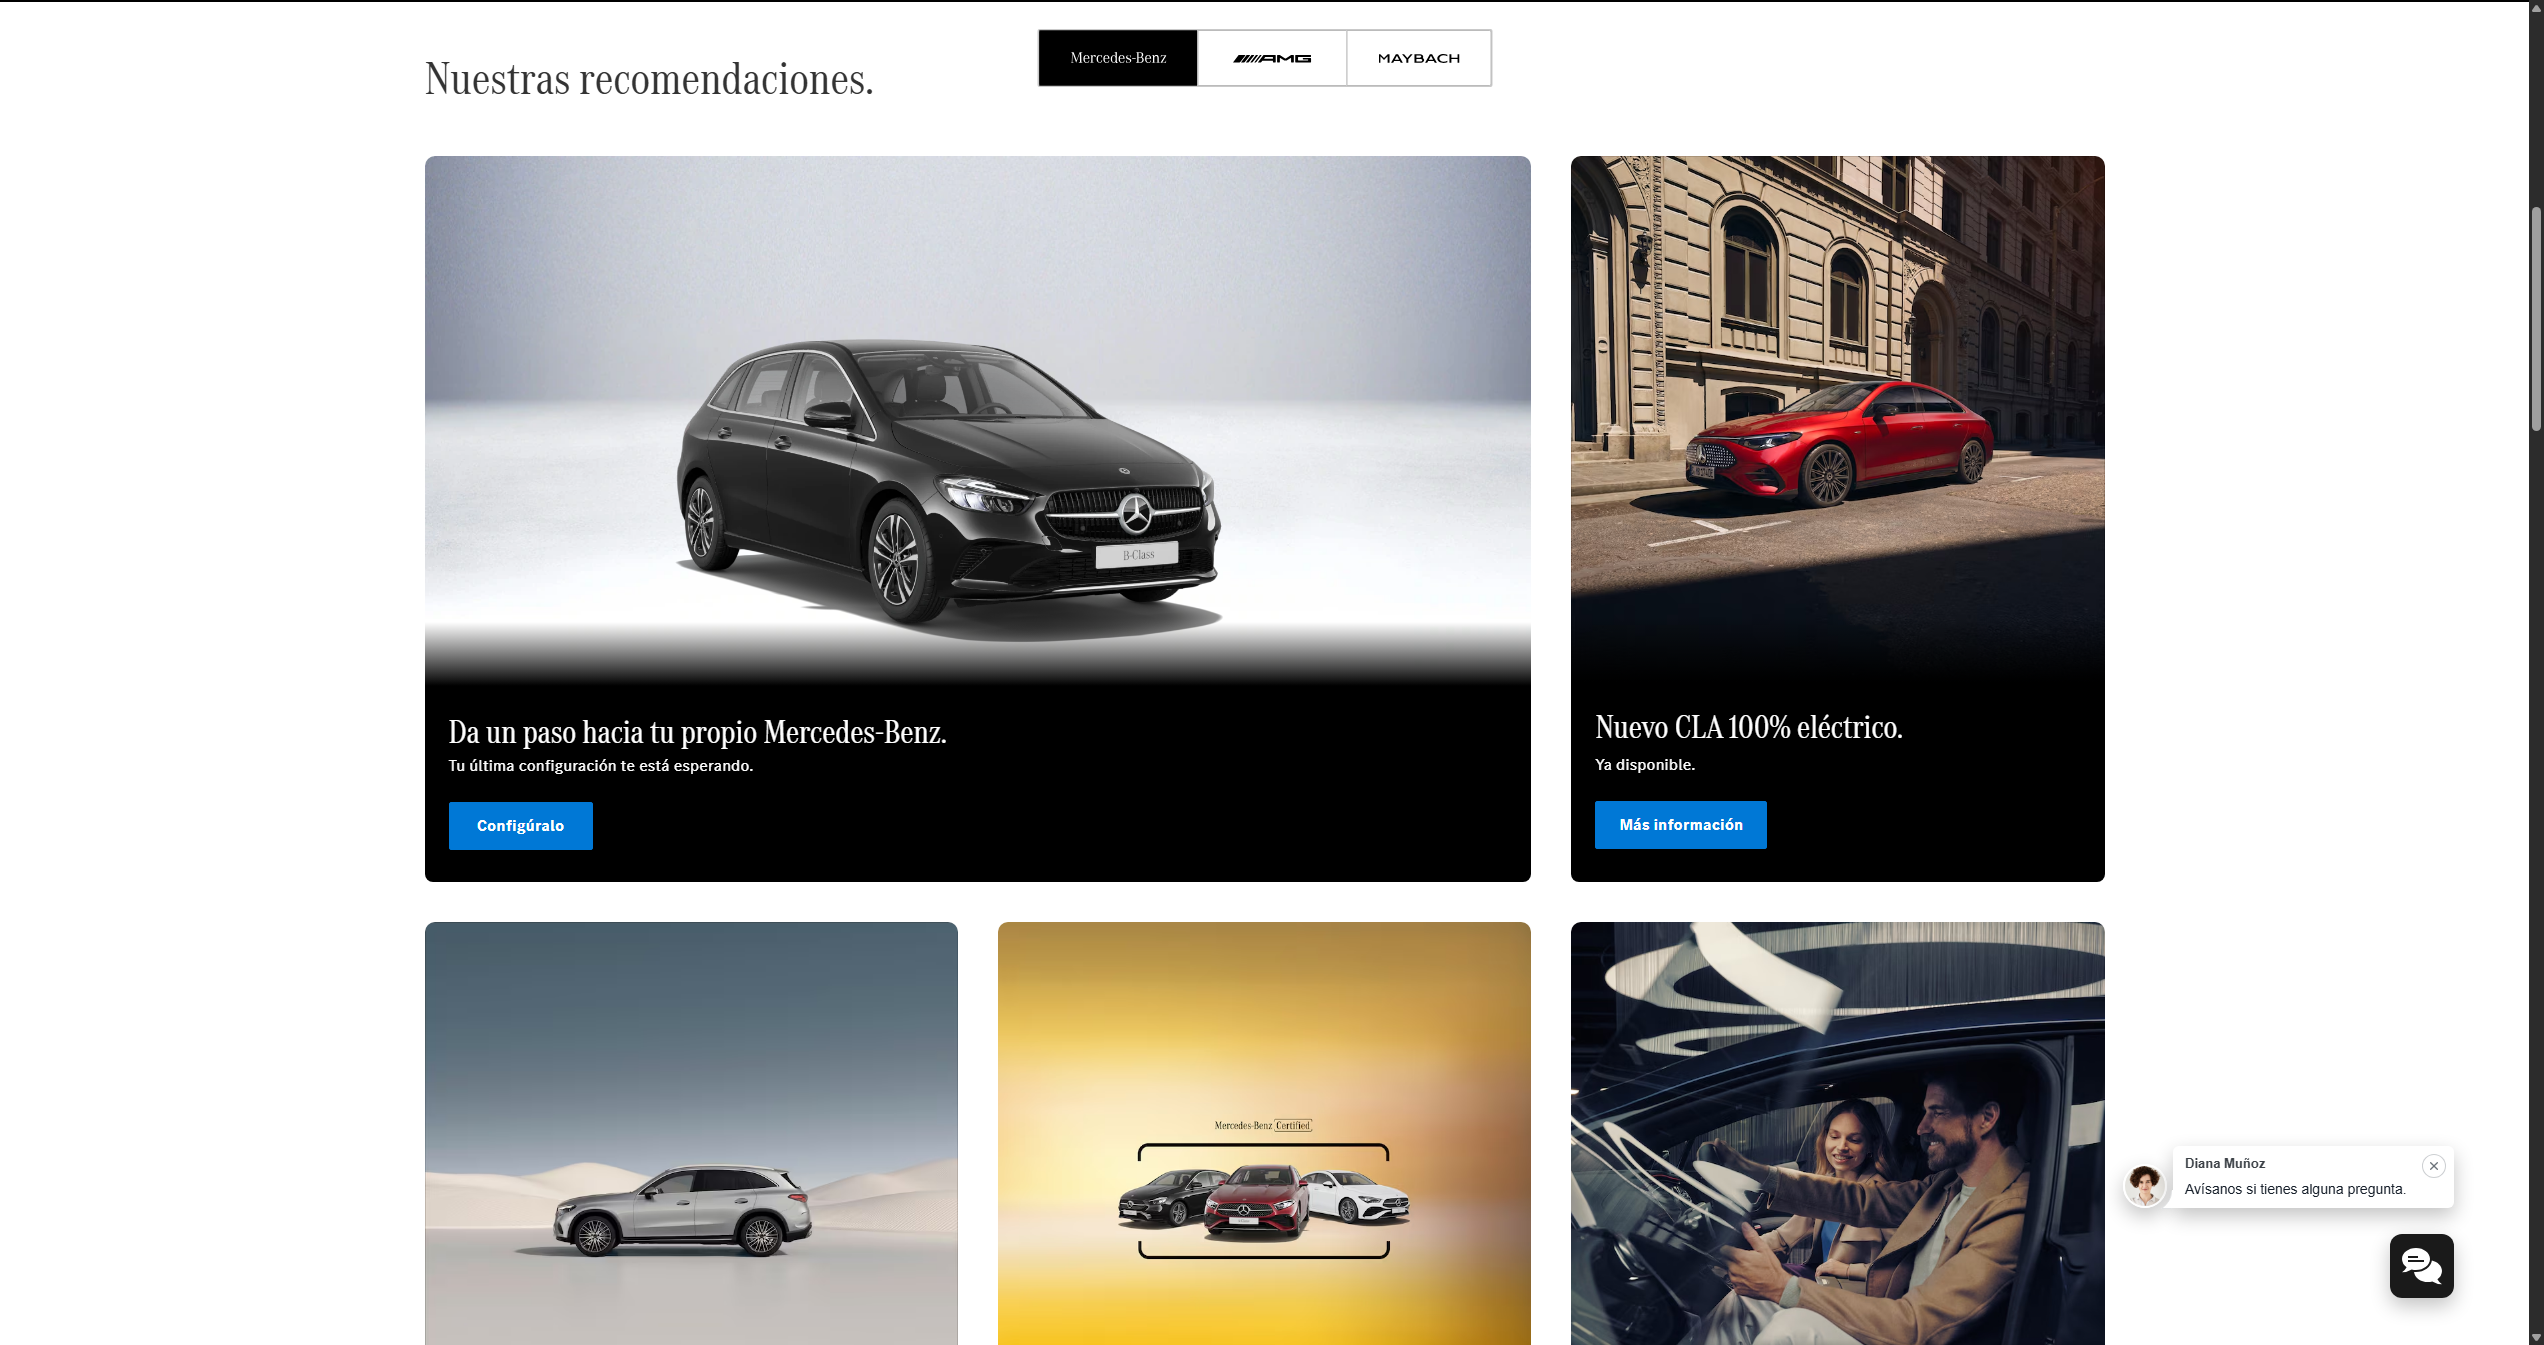 Nuestras recomendaciones.
Mercedes-Benz
AMG
MAYBACH
B-Class
Da un paso hacia tu propio Mercedes-Benz.
Tu última configuración te está esperando.
Configúralo
Nuevo CLA 100% eléctrico.
Ya disponible.
Más información
Mercedes-Benz Certified
Diana Muñoz
Avísanos si tienes alguna pregunta.